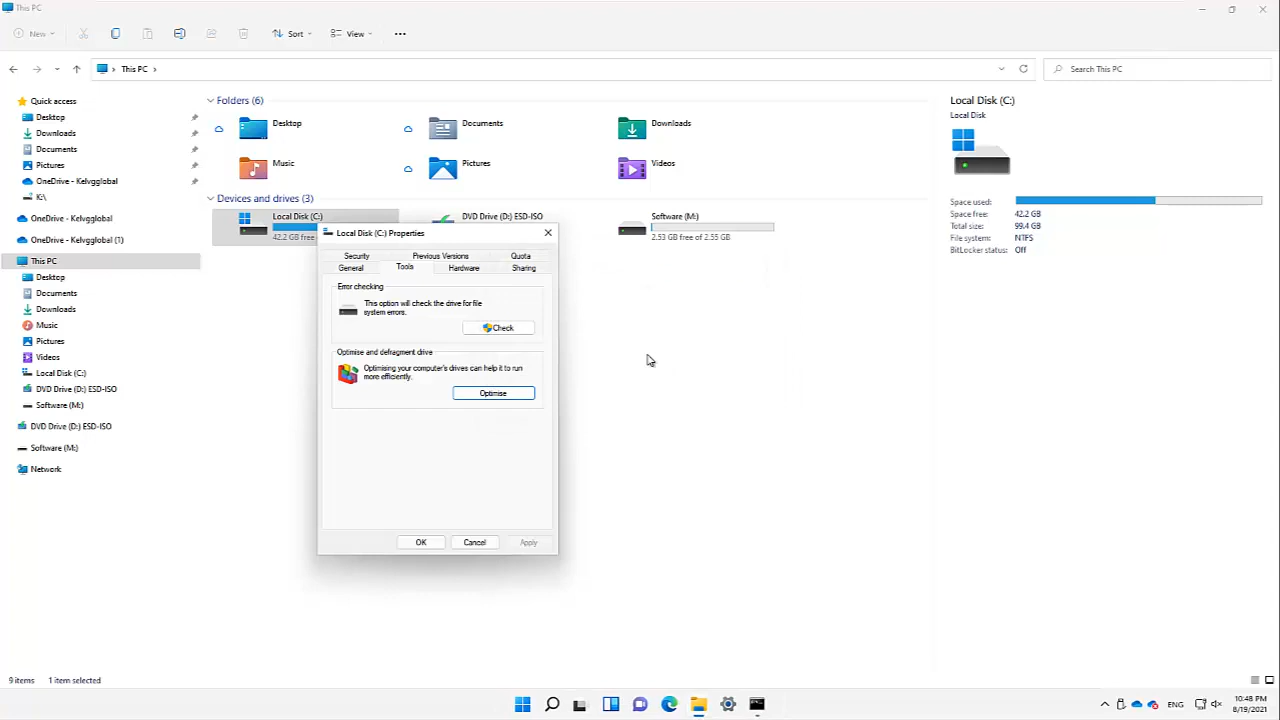 This PC
New
Sort
View
This PC
Search This PC
Quick access
Desktop
Downloads
Documents
Pictures
OneDrive - Kelvgglobal
K:\
OneDrive - Kelvgglobal
OneDrive - Kelvgglobal (1)
This PC
Desktop
Documents
Downloads
Music
Pictures
Videos
Local Disk (C:)
DVD Drive (D:) ESD-ISO
Software (M:)
DVD Drive (D:) ESD-ISO
Software (M:)
Network
Folders (6)
Desktop
Documents
Downloads
Music
Pictures
Videos
Devices and drives (3)
Local Disk (C:)
42.2 GB free
DVD Drive (D:) ESD-ISO
Software (M:)
2.53 GB free of 2.55 GB
Local Disk (C:) Properties
Security
Previous Versions
Quota
General
Tools
Hardware
Sharing
Error checking
This option will check the drive for file
system errors.
Check
Optimise and defragment drive
Optimising your computer's drives can help it to run
more efficiently.
Optimise
OK
Cancel
Apply
Local Disk (C:)
Local Disk
Space used:
Space free: 42.2 GB
Total size: 99.4 GB
File system: NTFS
BitLocker status: Off
9 items
1 item selected
ENG
10:48 PM
8/19/2021